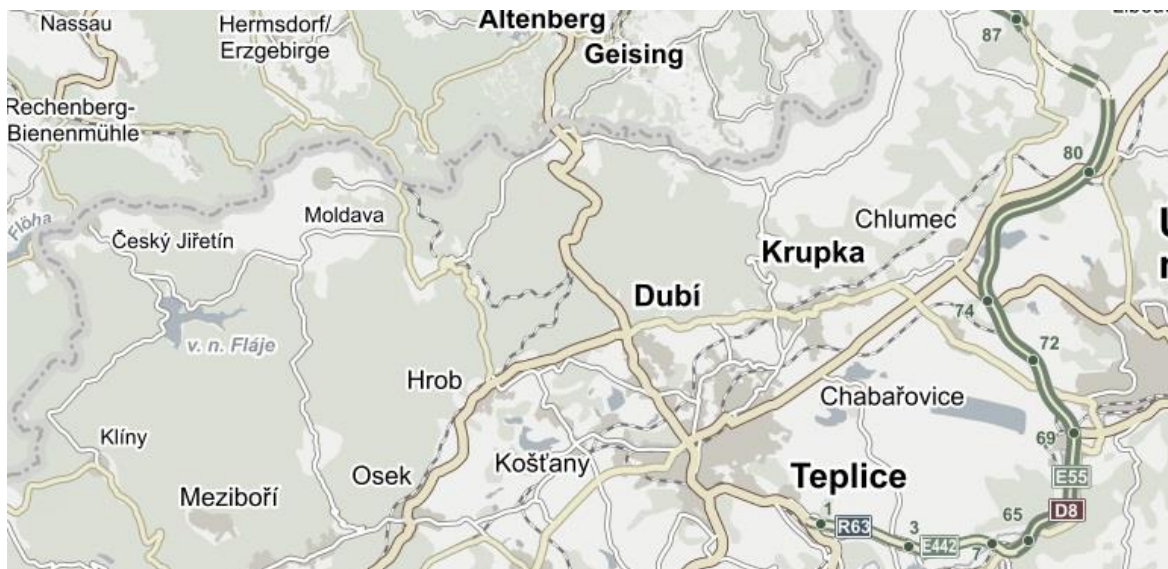 Nassau
Hermsdorf/
Erzgebirge
Altenberg
Geising
87
Rechenberg-
Bienenmühle
80
Flöha
Český Jiřetín
Moldava
Chlumec
Krupka
Dubí
74
v. n. Fláje
72
Hrob
Chabařovice
Klíny
69
Osek
Košťany
Teplice
E55
Meziboří
1
R63
3
E442
7
65
D8